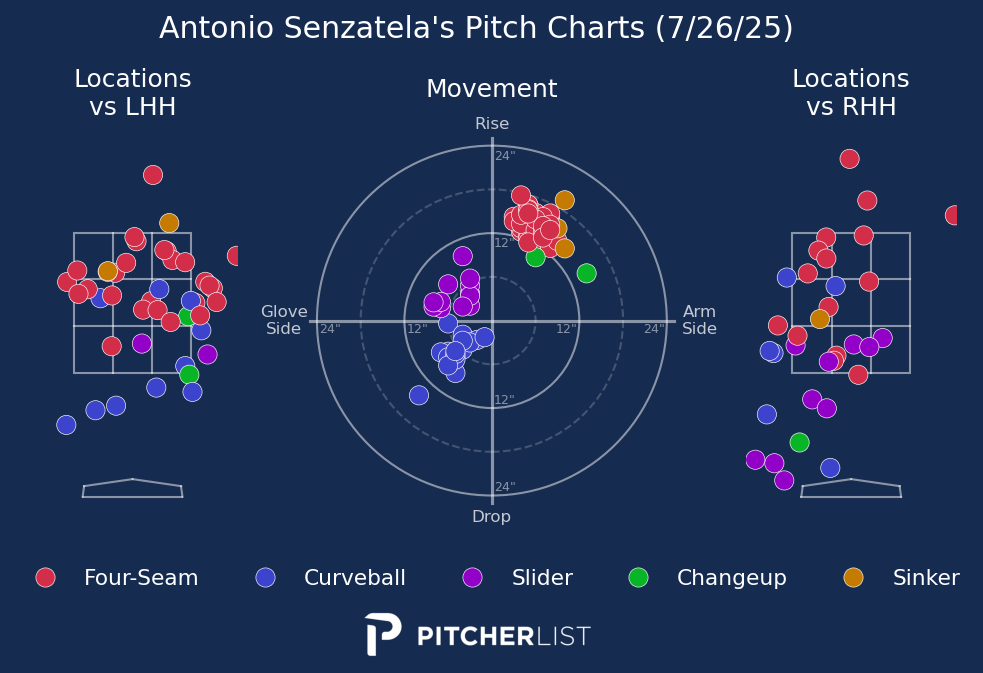 Antonio Senzatela's Pitch Charts (7/26/25)
Locations
vs LHH
Movement
Locations
vs RHH
Rise
24"
12"
Glove
Side
24"
12"
12"
24"
Arm
Side
12"
24"
Drop
Four-Seam
Curveball
Slider
Changeup
Sinker
PITCHERLIST